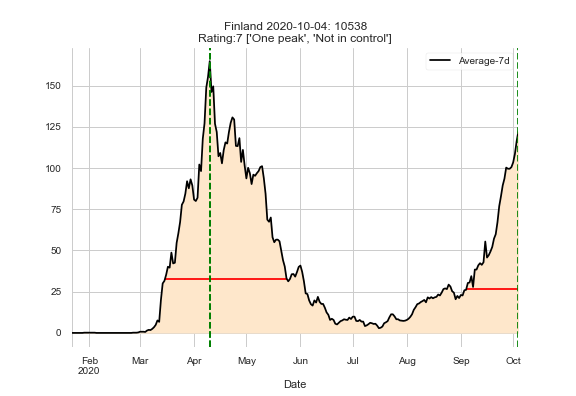 Finland 2020-10-04: 10538
Rating:7 ['One peak', 'Not in control']
Average-7d
150
125
100
75
50
25
0
Feb Mar Apr May Jun Jul Aug Sep Oct
2020
Date